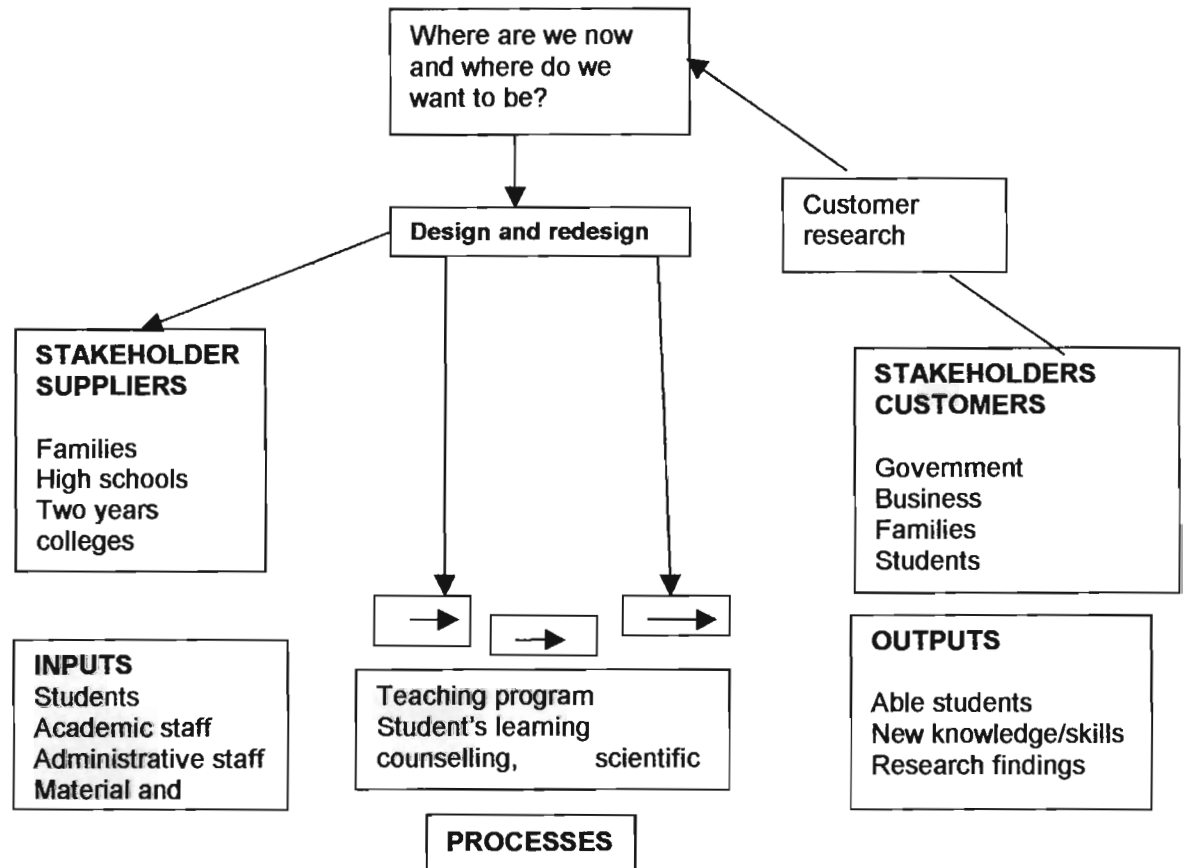 Where are we now
and where do we
want to be?
Customer
research
Design and redesign
STAKEHOLDER
SUPPLIERS
Families
High schools
Two years
colleges
STAKEHOLDERS
CUSTOMERS
Government
Business
Families
Students
INPUTS
Students
Academic staff
Administrative staff
Material and
Teaching program
Student's learning
counselling, scientific
OUTPUTS
Able students
New knowledge/skills
Research findings
PROCESSES